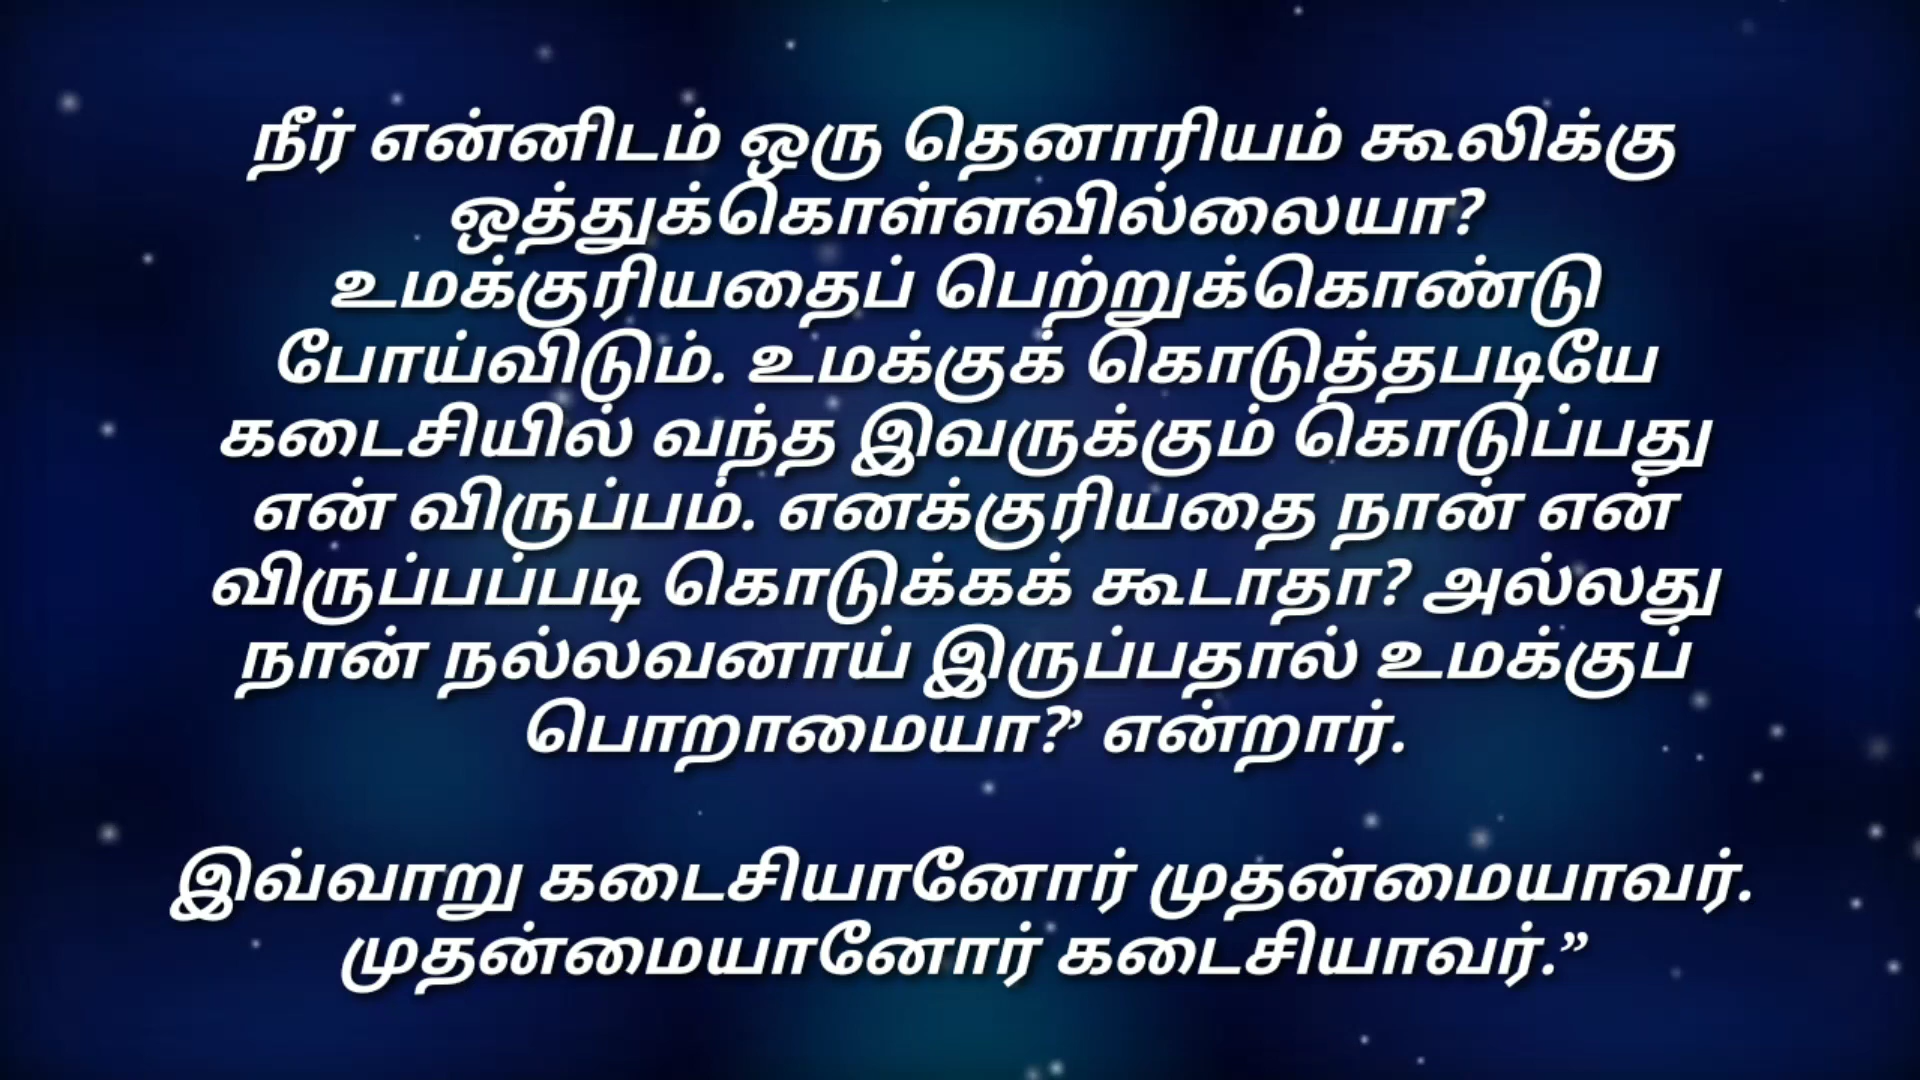 நீர் என்னிடம் ஒரு தெனாரியம் கூலிக்கு
ஒத்துக்கொள்ளவில்லையா?
உமக்குரியதைப் பெற்றுக்கொண்டு
போய்விடும். உமக்குக் கொடுத்தபடியே
கடைசியில் வந்த இவருக்கும் கொடுப்பது
என் விருப்பம். எனக்குரியதை நான் என்
விருப்பப்படி கொடுக்கக் கூடாதா? அல்லது
நான் நல்லவனாய் இருப்பதால் உமக்குப்
பொறாமையா?’ என்றார்.
இவ்வாறு கடைசியானோர் முதன்மையாவர்.
முதன்மையானோர் கடைசியாவர்.”